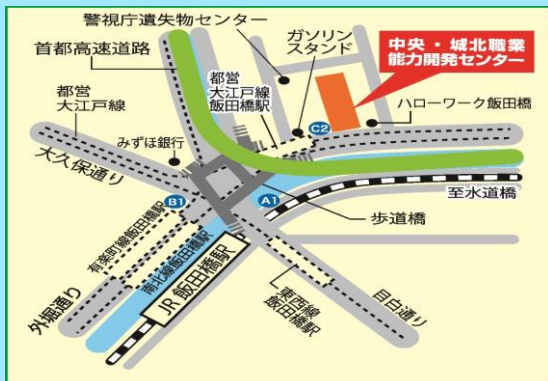 警視庁遺失物センター
首都高速道路
ガソリン
スタンド
中央・城北職業
能力開発センター
都営
大江戸線
都営
大江戸線
飯田橋駅
ハローワーク飯田橋
みずほ銀行
C2
大久保通り
至水道橋
B1
A1
歩道橋
有楽町線飯田橋駅
南北線飯田橋駅
JR 飯田橋駅
外堀通り
東西線
飯田橋駅
目白通り